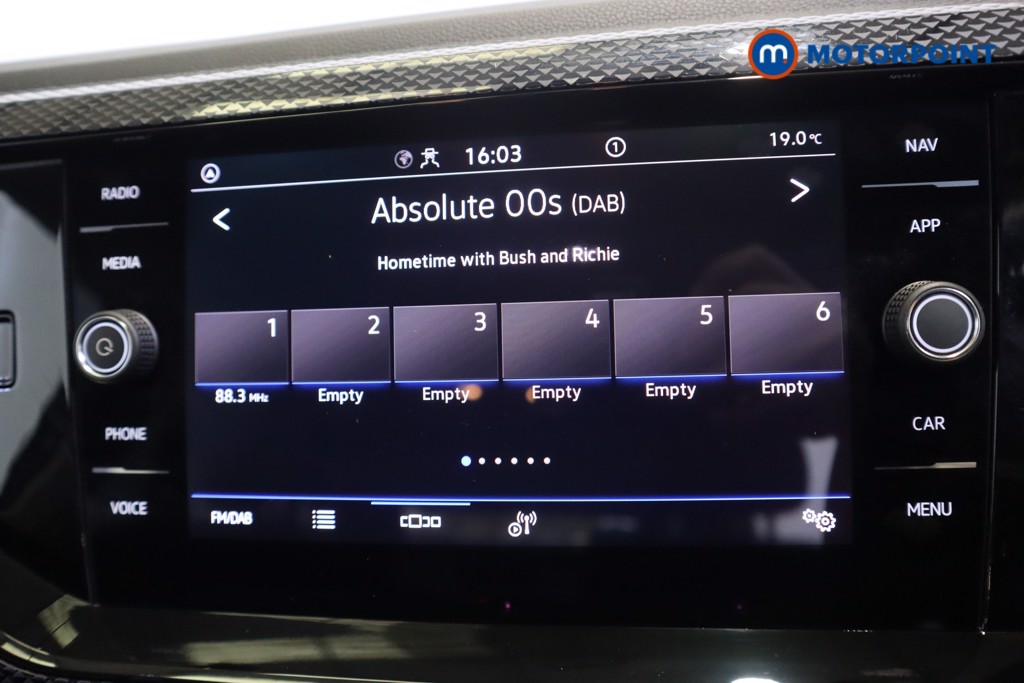 m MOTORPOINT
16:03
1
19.0°C
Absolute 00s (DAB)
Hometime with Bush and Richie
1 2 3 4 5 6
88.3 MHz Empty Empty Empty Empty Empty
FM/DAB
RADIO
MEDIA
PHONE
VOICE
NAV
APP
CAR
MENU